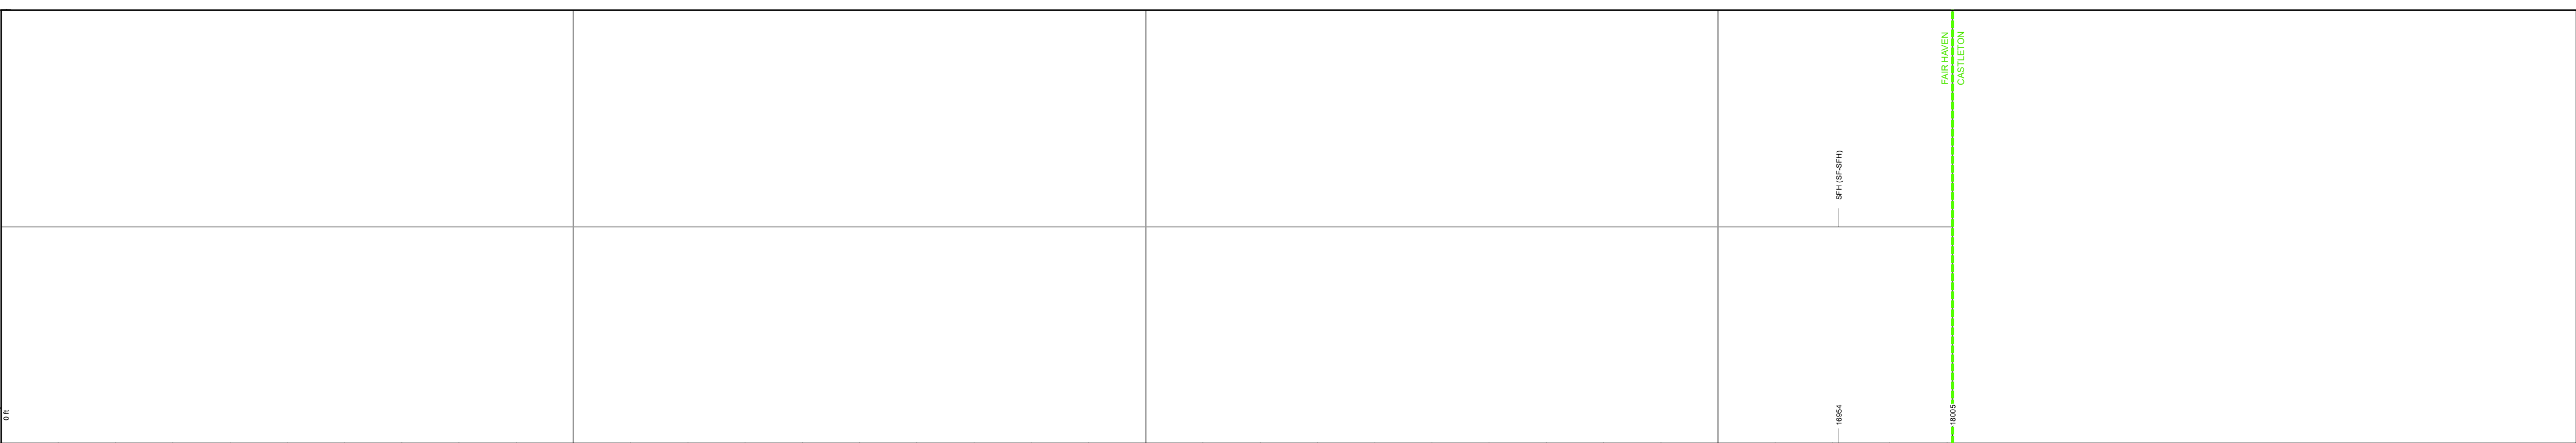 FAIR HAVEN
CASTLETON
SFH (SF-SFH)
0 ft
16954
18005